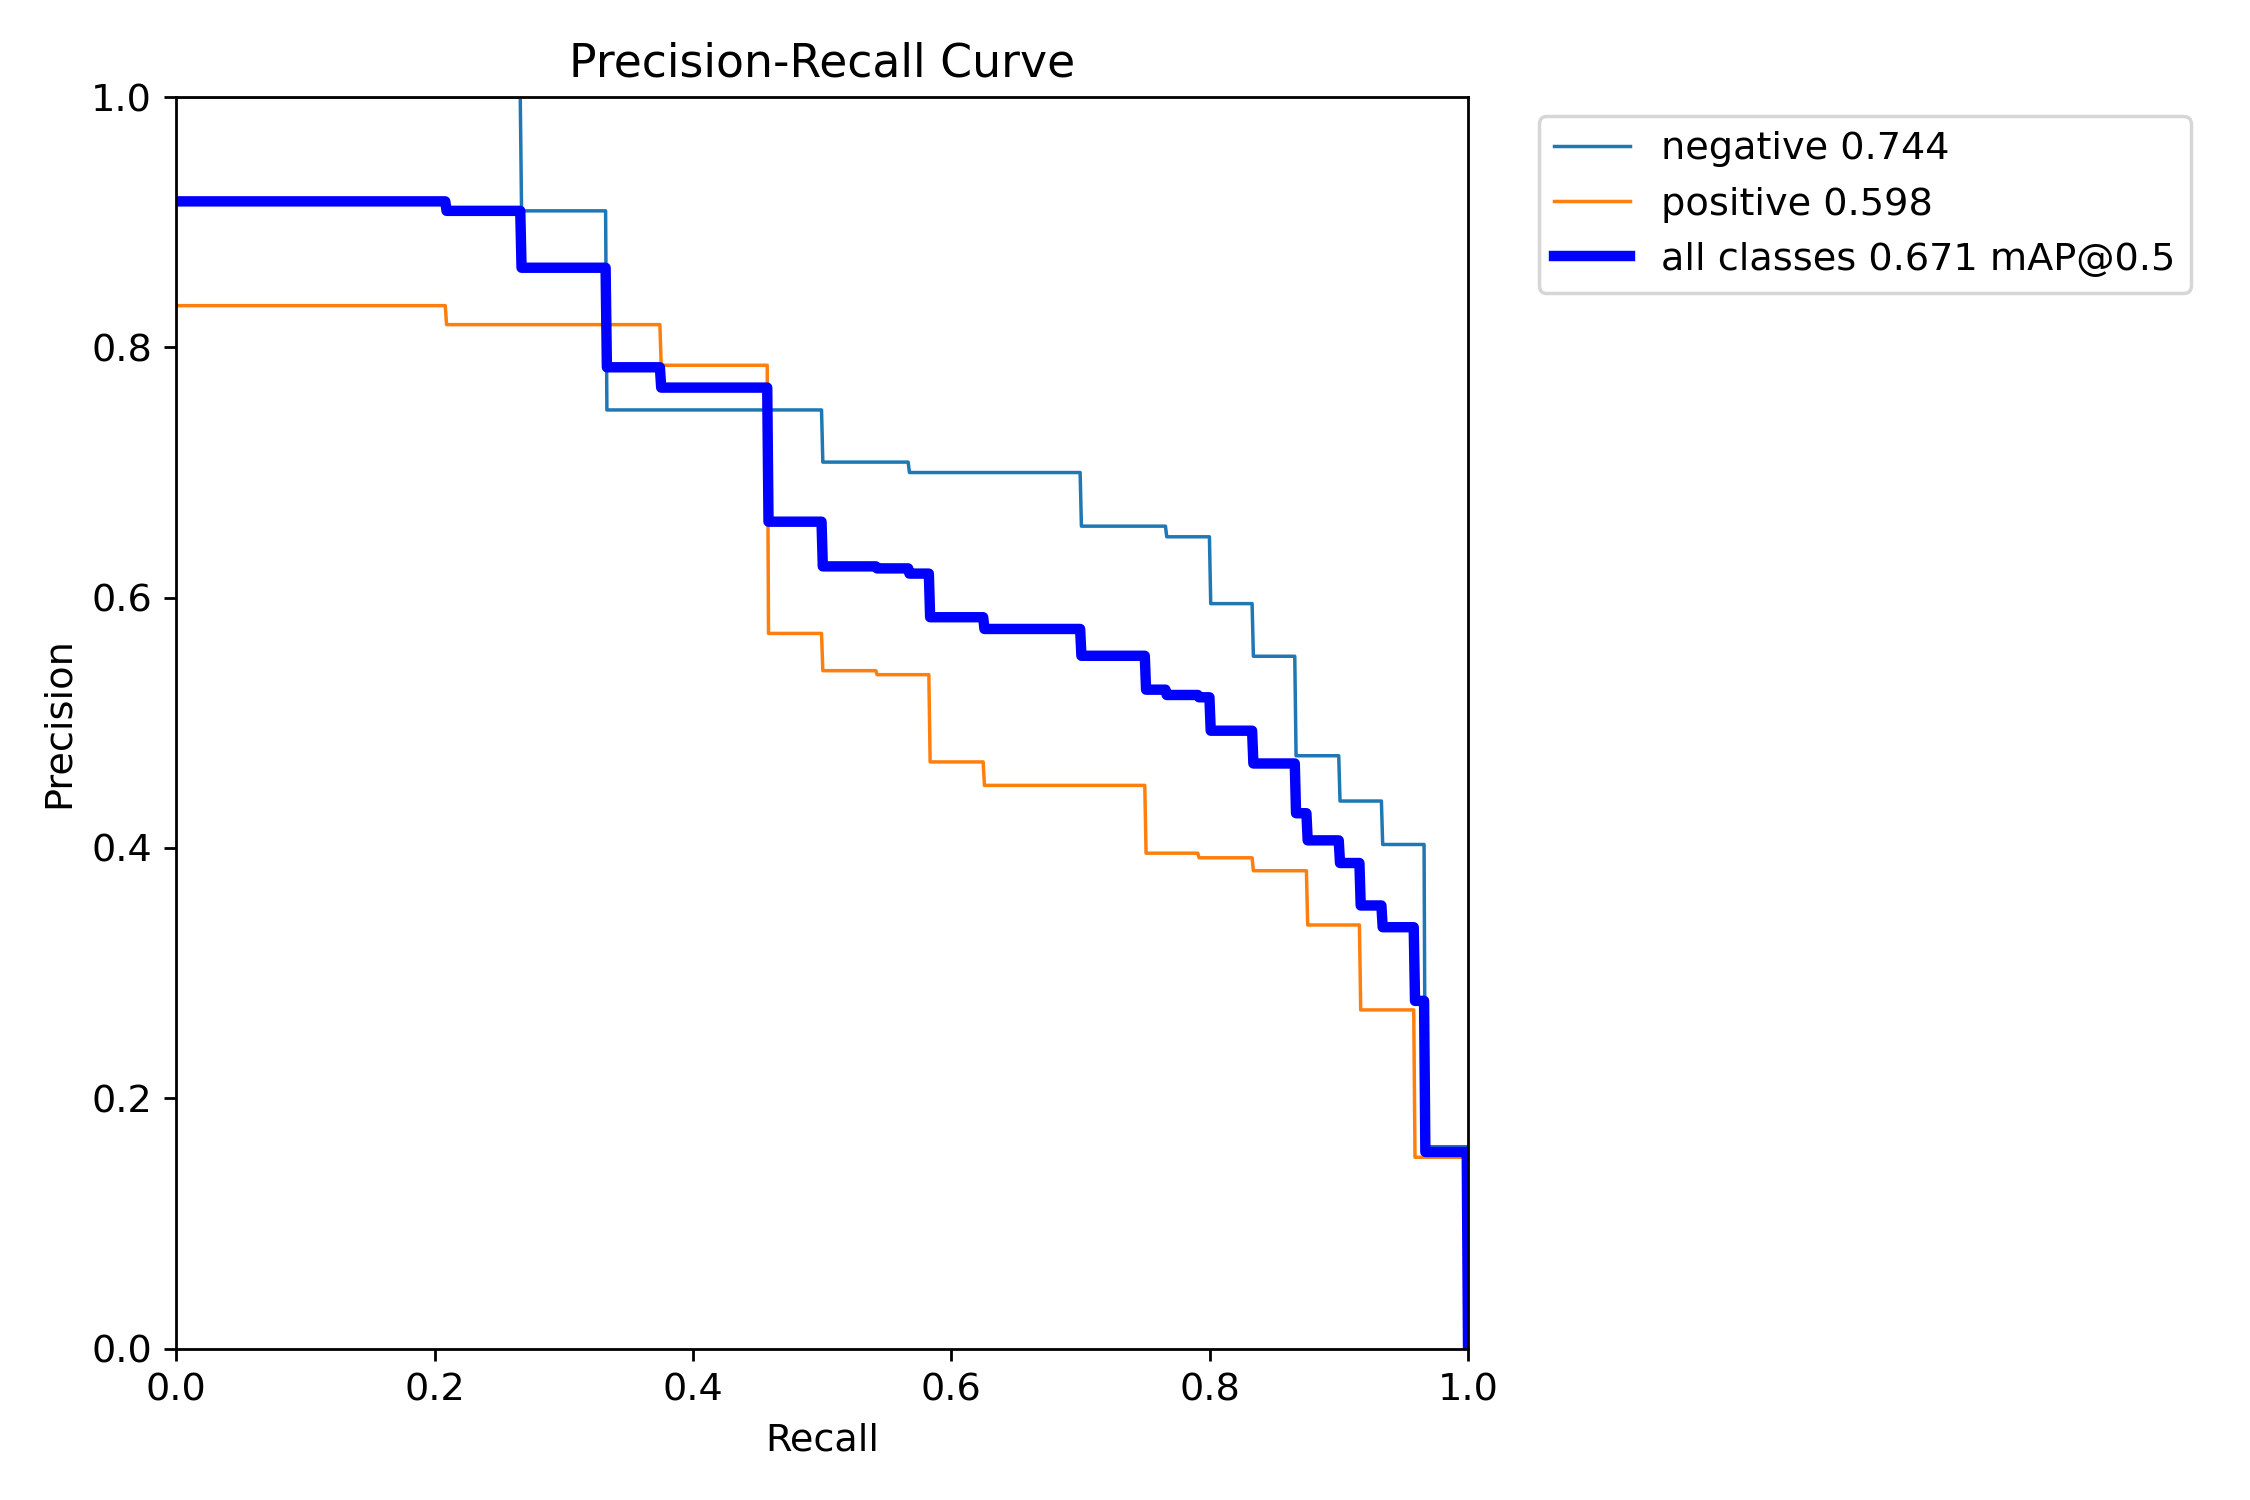 Precision-Recall Curve
1.0
0.8
0.6
0.4
0.2
0.0
Precision
0.0 0.2 0.4 0.6 0.8 1.0
Recall
negative 0.744
positive 0.598
all classes 0.671 mAP@0.5